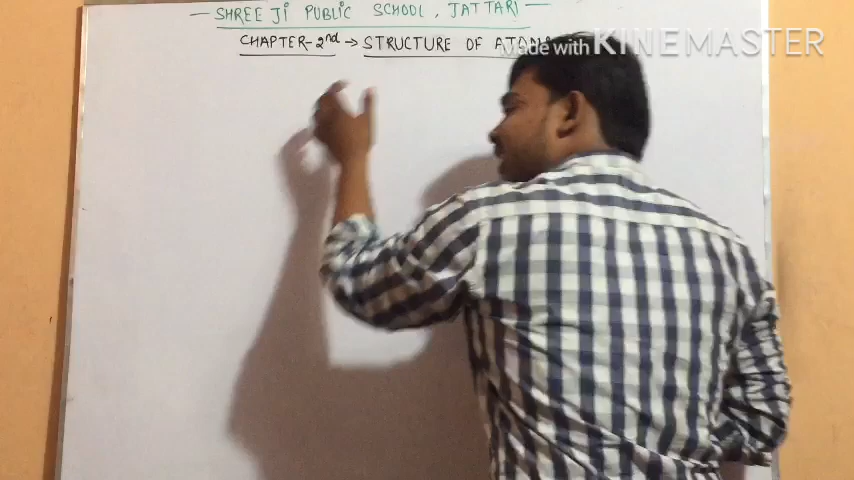 — SHREE Ji PUBLIC SCHOOL, JATTARI —
CHAPTER-2nd → STRUCTURE OF
Made with KINEMASTER